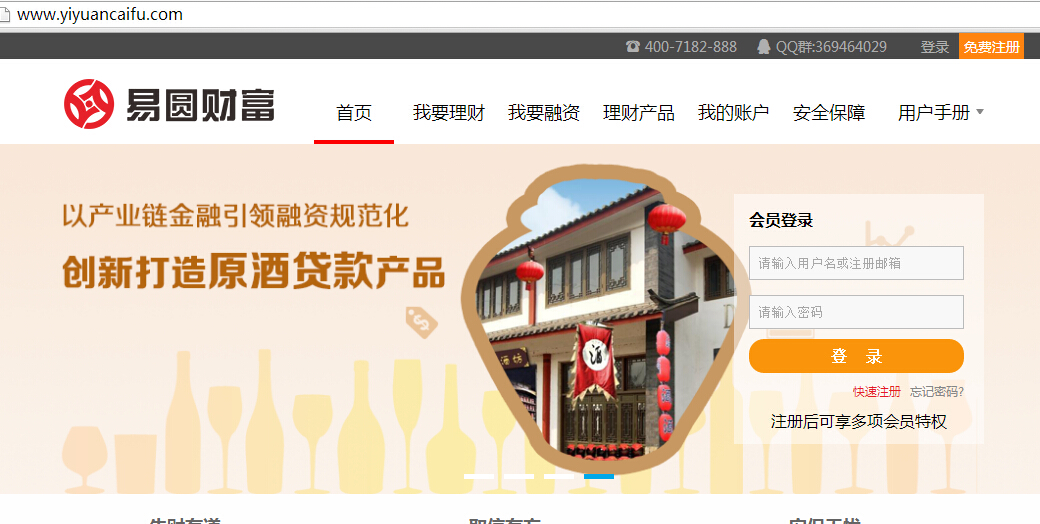 www.yiyuancaifu.com
400-7182-888 QQ群:369464029 登录 免费注册
易圆财富
首页 我要理财 我要融资 理财产品 我的账户 安全保障 用户手册
以产业链金融引领融资规范化
创新打造原酒贷款产品
酒
酒坊
会员登录
请输入用户名或注册邮箱
请输入密码
登 录
快速注册 忘记密码?
注册后可享多项会员特权